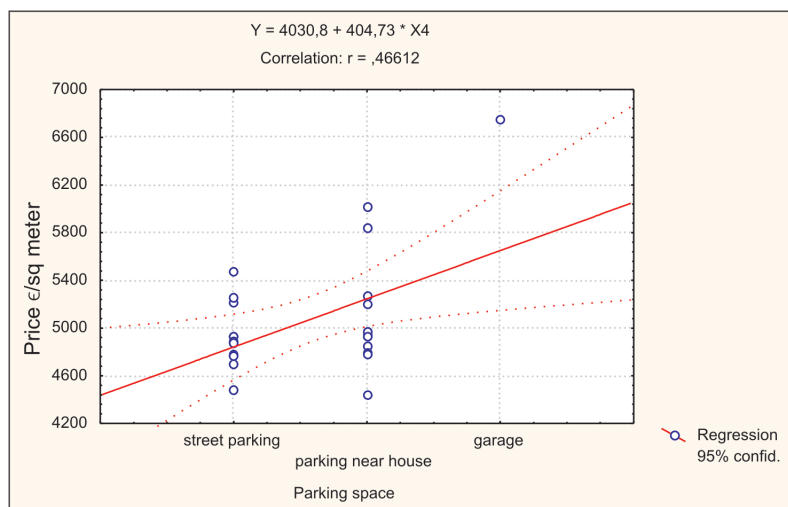 Y = 4030,8 + 404,73 * X4
Correlation: r = ,46612
7000
6600
6200
5800
5400
5000
4600
4200
Price ϵ/sq meter
street parking
garage
parking near house
Parking space
Regression
95% confid.